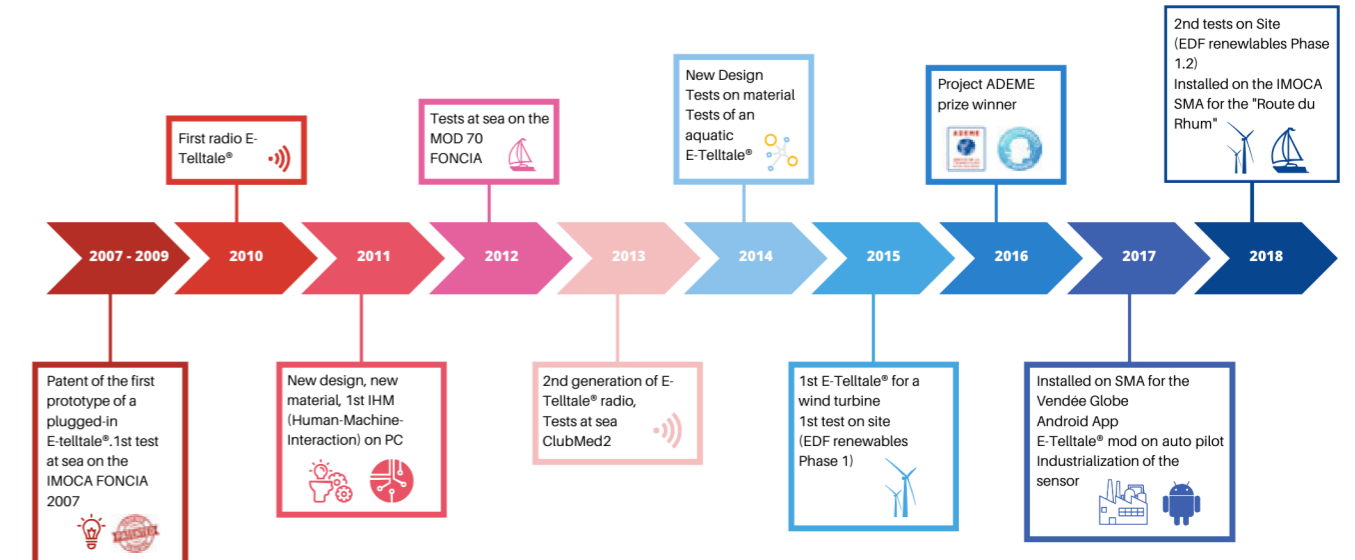 2nd tests on Site
(EDF renewlables Phase
1.2)
Installed on the IMOCA
SMA for the "Route du
Rhum"
New Design
Tests on material
Tests of an
aquatic
E-Telltale®
Project ADEME
prize winner
ADEME
Tests at sea on the
MOD 70
FONCIA
First radio E-
Telltale®
2007 - 2009
2010
2011
2012
2013
2014
2015
2016
2017
2018
Patent of the first
prototype of a
plugged-in
E-telltale®.1st test
at sea on the
IMOCA FONCIA
2007
New design, new
material, 1st IHM
(Human-Machine-
Interaction) on PC
2nd generation of E-
Telltale® radio,
Tests at sea
ClubMed2
1st E-Telltale® for a
wind turbine
1st test on site
(EDF renewables
Phase 1)
Installed on SMA for the
Vendée Globe
Android App
E-Telltale® mod on auto pilot
Industrialization of the
sensor